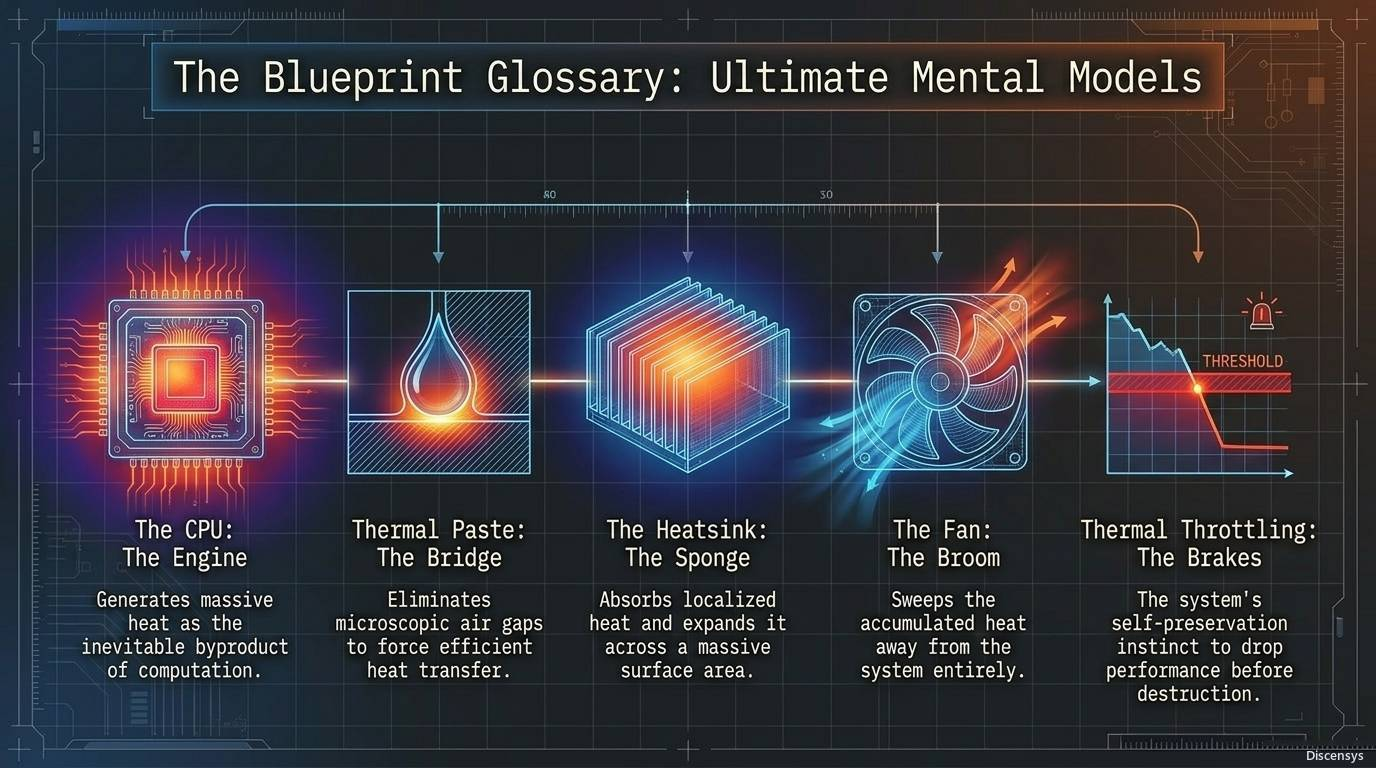 The Blueprint Glossary: Ultimate Mental Models
80
30
THRESHOLD
The CPU:
The Engine
Generates massive
heat as the
inevitable byproduct
of computation.
Thermal Paste:
The Bridge
Eliminates
microscopic air gaps
to force efficient
heat transfer.
The Heatsink:
The Sponge
Absorbs localized
heat and expands it
across a massive
surface area.
The Fan:
The Broom
Sweeps the
accumulated heat
away from the
system entirely.
Thermal Throttling:
The Brakes
The system's
self-preservation
instinct to drop
performance before
destruction.
Discensys